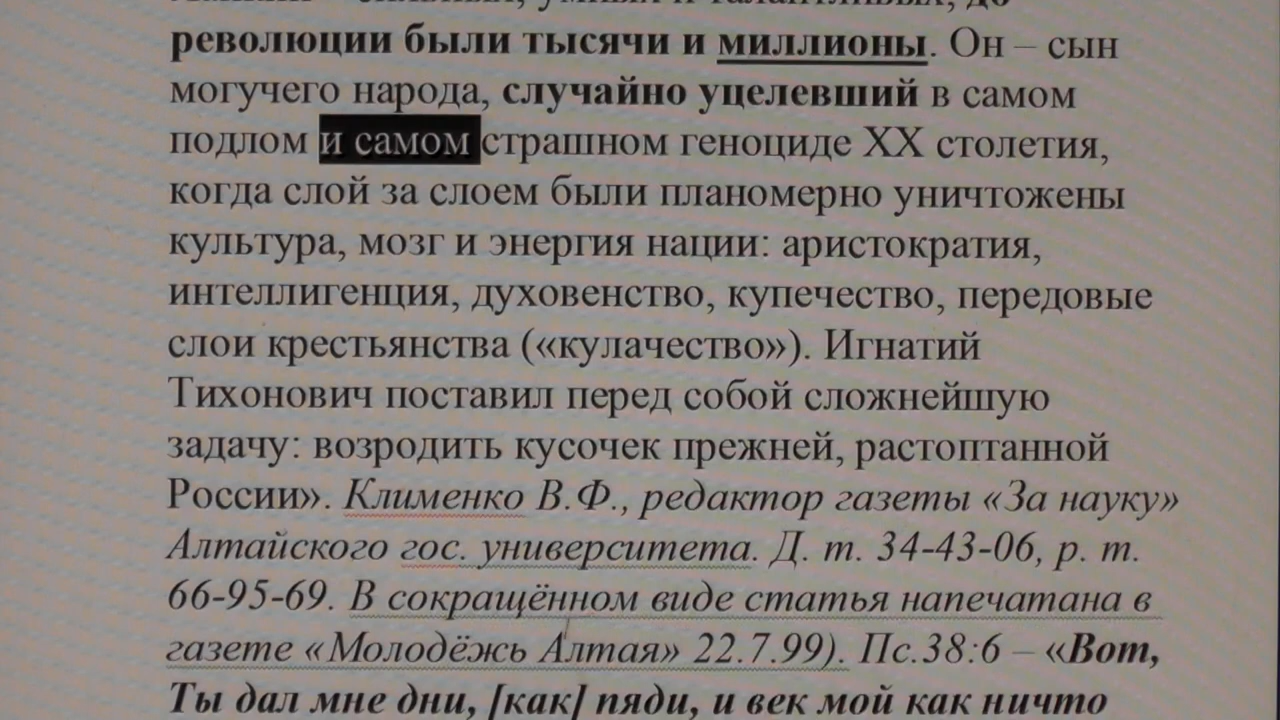 до
революции были тысячи и миллионы. Он – сын
могучего народа, случайно уцелевший в самом
подлом и самом страшном геноциде XX столетия,
когда слой за слоем были планомерно уничтожены
культура, мозг и энергия нации: аристократия,
интеллигенция, духовенство, купечество, передовые
слои крестьянства («кулачество»). Игнатий
Тихонович поставил перед собой сложнейшую
задачу: возродить кусочек прежней, растоптанной
России». Клименко В.Ф., редактор газеты «За науку»
Алтайского гос. университета. Д. т. 34-43-06, р. т.
66-95-69. В сокращённом виде статья напечатана в
газете «Молодёжь Алтая» 22.7.99). Пс.38:6 – «Вот,
Ты дал мне дни, [как] пяди, и век мой как ничто